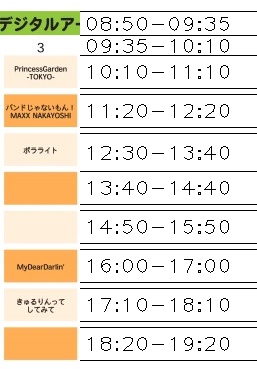 デジタルアー 08:50－09:35
3 09:35－10:10
PrincessGarden
-TOKYO- 10:10－11:10
バンドじゃないもん！
MAXX NAKAYOSHI 11:20－12:20
ポラライト 12:30－13:40
13:40－14:40
14:50－15:50
MyDearDarlin' 16:00－17:00
きゅるりんって
してみて 17:10－18:10
18:20－19:20